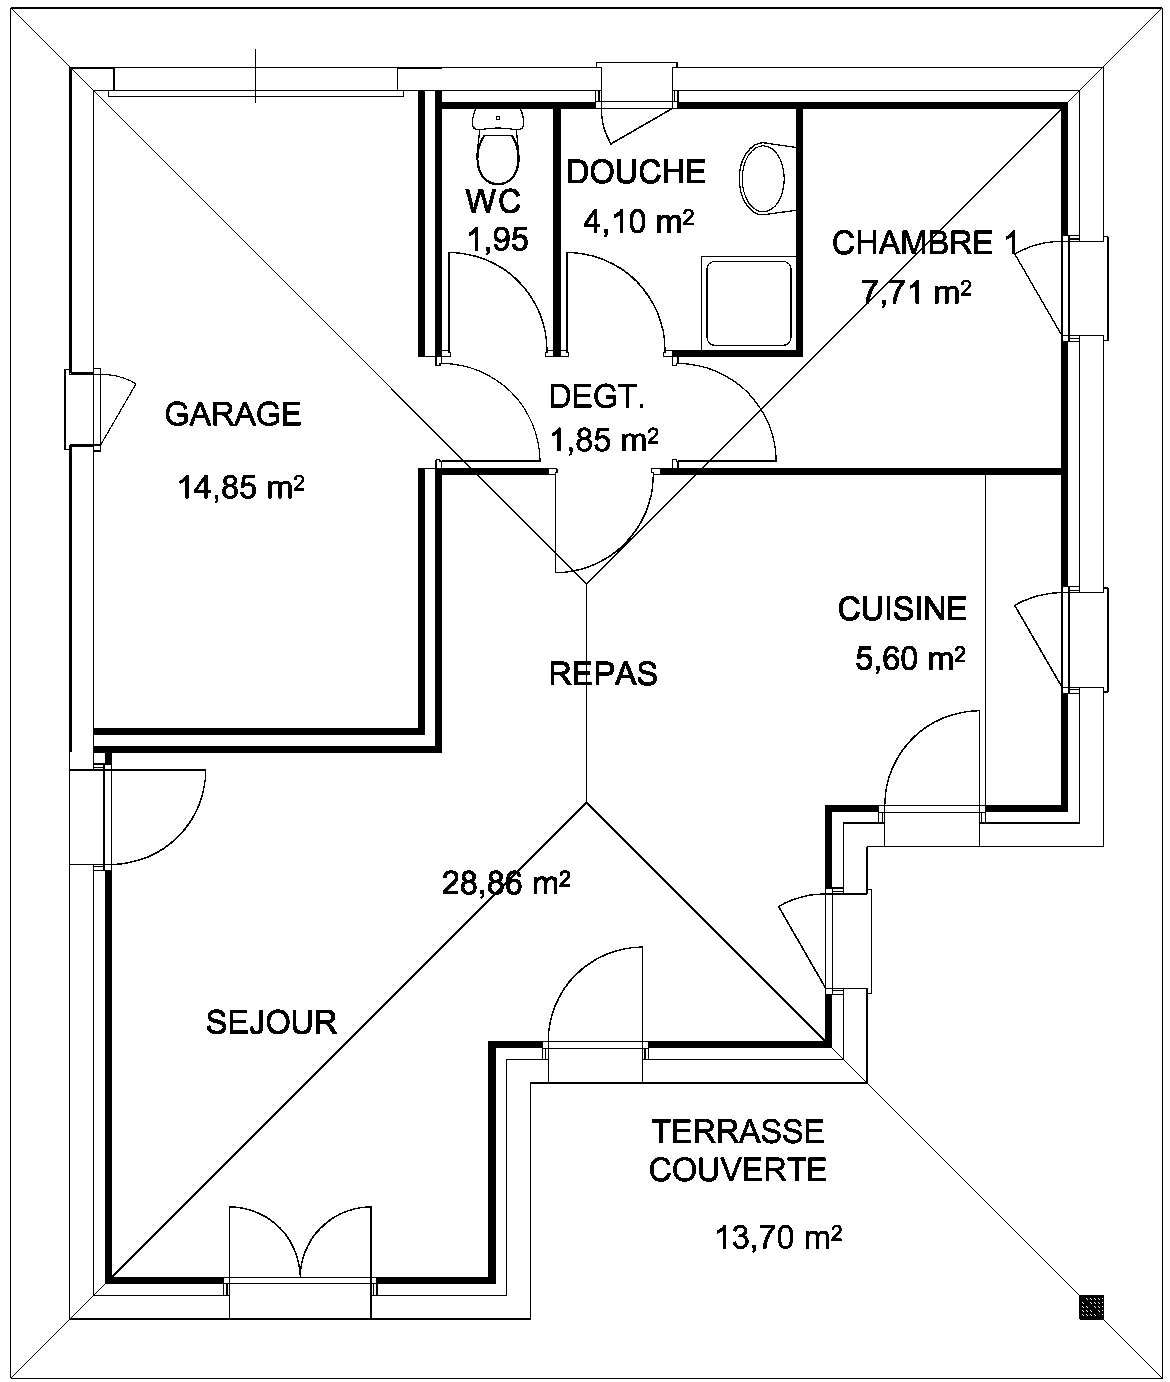 WC
1,95
DOUCHE
4,10 m²
CHAMBRE 1
7,71 m²
GARAGE
14,85 m²
DEGT.
1,85 m²
CUISINE
5,60 m²
REPAS
28,86 m²
SEJOUR
TERRASSE
COUVERTE
13,70 m²